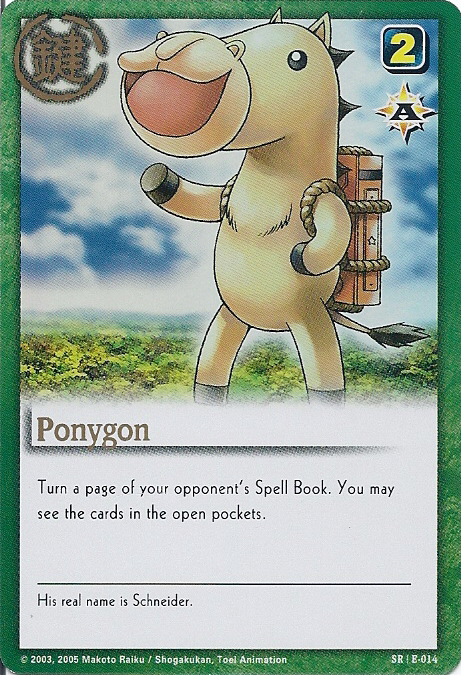 鍵
2
A
Ponygon
Turn a page of your opponent's Spell Book. You may
see the cards in the open pockets.
His real name is Schneider.
© 2003, 2005 Makoto Raiku / Shogakukan, Toei Animation
SR | E-014